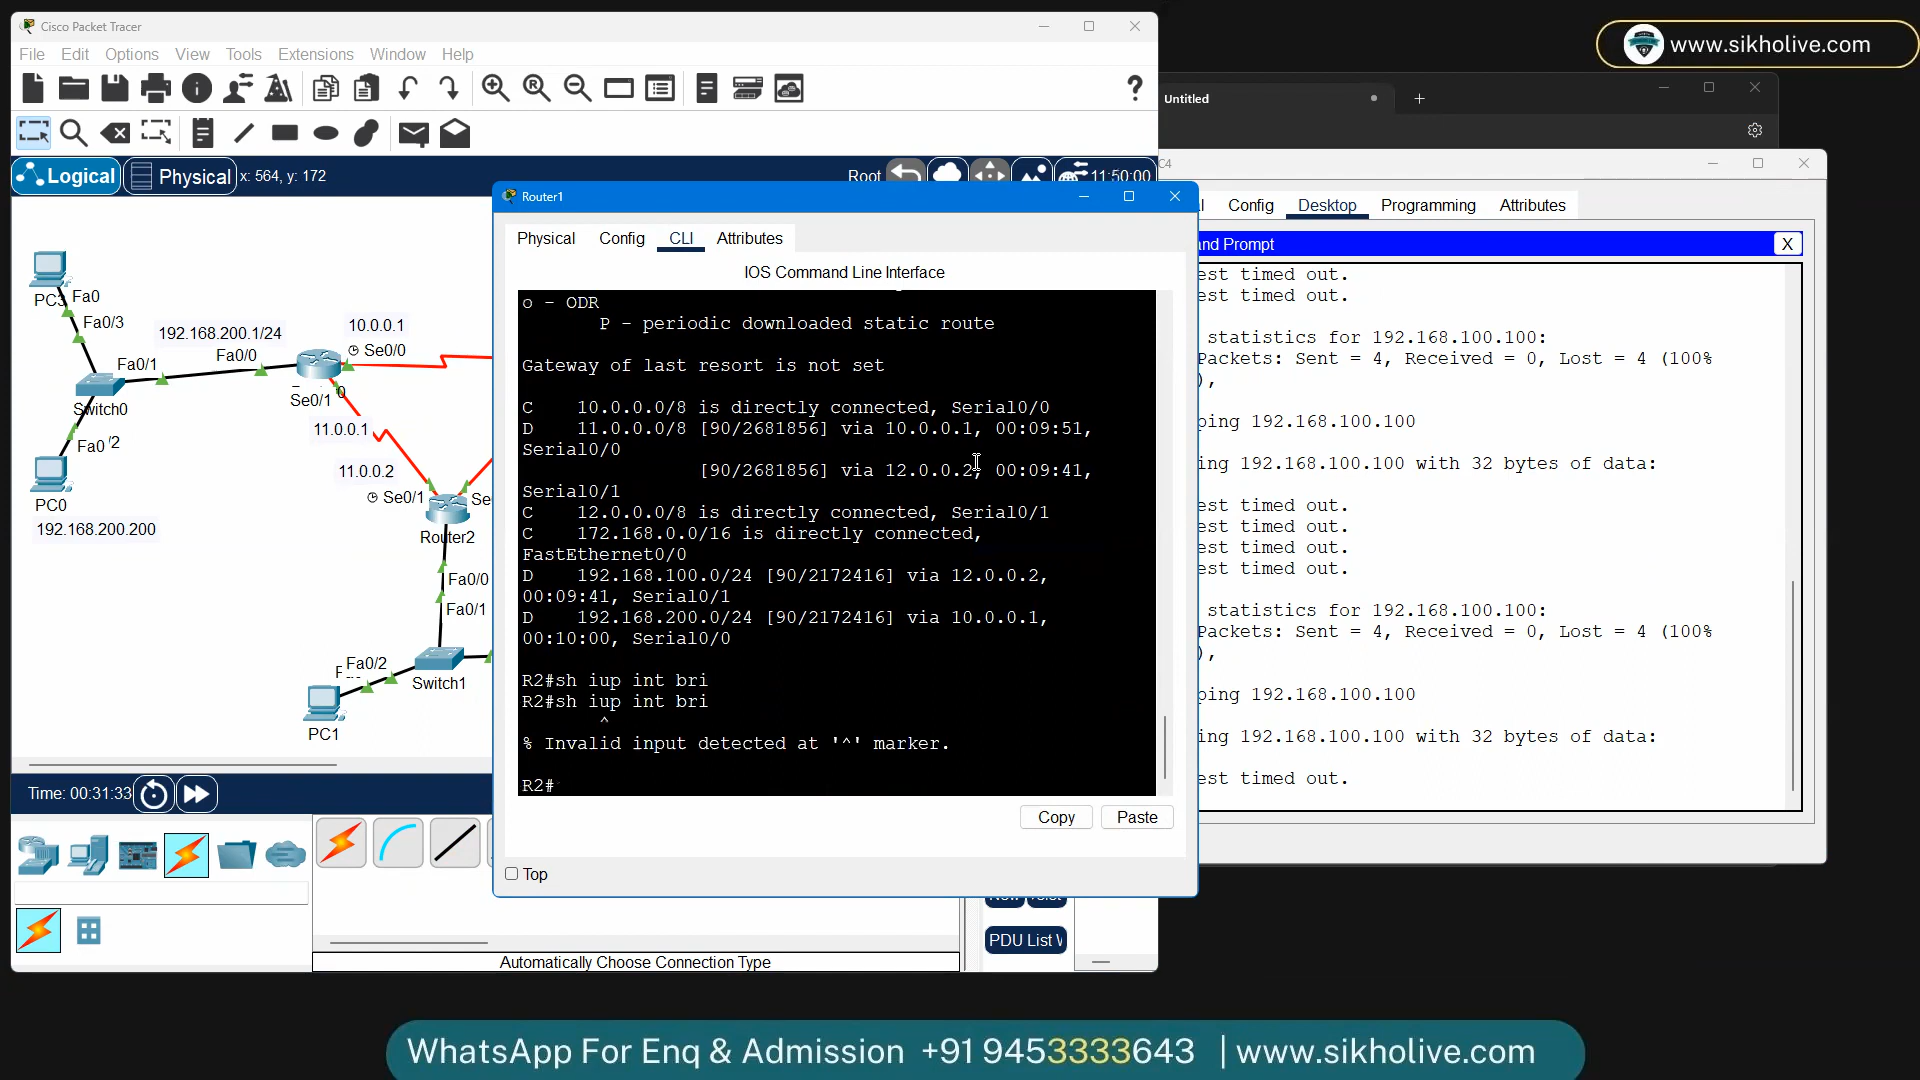 Cisco Packet Tracer
File Edit Options View Tools Extensions Window Help
www.sikholive.com
Untitled
Logical
Physical
x: 564, y: 172
Root
11:50:00
C4
Config Desktop Programming Attributes
Router1
Physical Config CLI Attributes
IOS Command Line Interface
o - ODR
P - periodic downloaded static route
Gateway of last resort is not set
C 10.0.0.0/8 is directly connected, Serial0/0
D 11.0.0.0/8 [90/2681856] via 10.0.0.1, 00:09:51,
Serial0/0
[90/2681856] via 12.0.0.2, 00:09:41,
Serial0/1
C 12.0.0.0/8 is directly connected, Serial0/1
C 172.168.0.0/16 is directly connected,
FastEthernet0/0
D 192.168.100.0/24 [90/2172416] via 12.0.0.2,
00:09:41, Serial0/1
D 192.168.200.0/24 [90/2172416] via 10.0.0.1,
00:10:00, Serial0/0
R2#sh iup int bri
R2#sh iup int bri
^
% Invalid input detected at '^' marker.
R2#
Copy Paste
Top
PC3
Fa0
Fa0/3
192.168.200.1/24
10.0.0.1
Fa0/1
Fa0/0
Se0/0
Switch0
Se0/1
0
11.0.0.1
Fa0 '2
11.0.0.2
Se0/1
Se
PC0
192.168.200.200
Router2
Fa0/0
Fa0/1
Fa0/2
Switch1
PC1
nd Prompt
X
est timed out.
est timed out.
statistics for 192.168.100.100:
Packets: Sent = 4, Received = 0, Lost = 4 (100%
),
ping 192.168.100.100
ing 192.168.100.100 with 32 bytes of data:
est timed out.
est timed out.
est timed out.
est timed out.
statistics for 192.168.100.100:
Packets: Sent = 4, Received = 0, Lost = 4 (100%
),
ping 192.168.100.100
ing 192.168.100.100 with 32 bytes of data:
est timed out.
Time: 00:31:33
PDU List W
Automatically Choose Connection Type
WhatsApp For Enq & Admission +91 9453333643 | www.sikholive.com